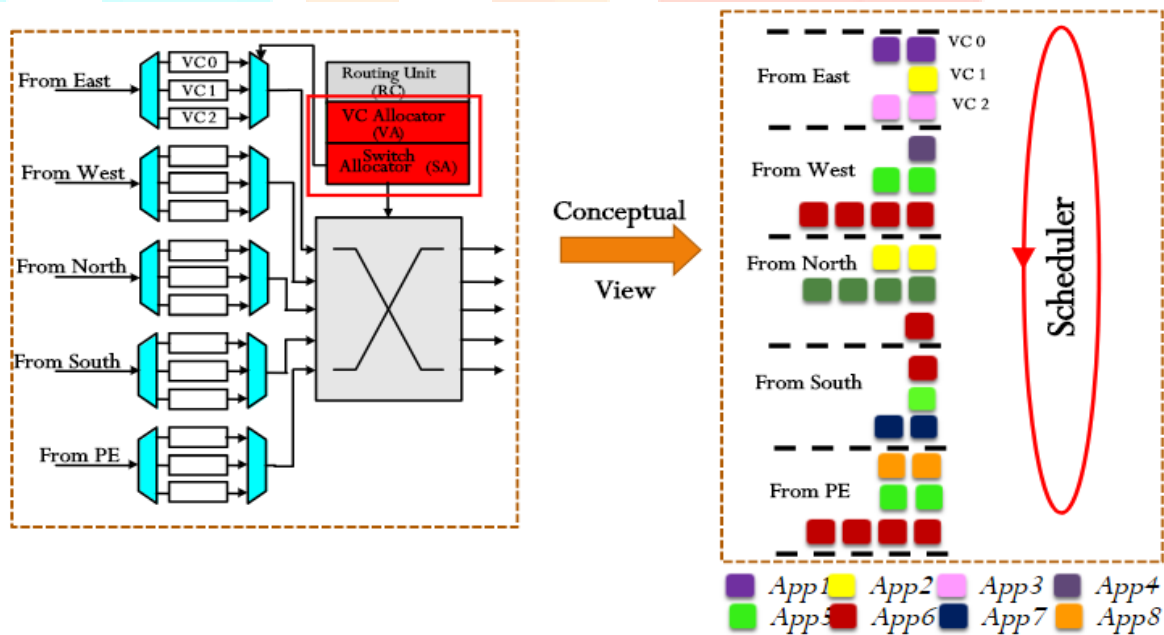 From East
VC 0
VC 1
VC 2
From West
From North
From South
From PE
Routing Unit
(RC)
VC Allocator
(VA)
Switch
Allocator (SA)
Conceptual
View
From East
VC 0
VC 1
VC 2
From West
From North
From South
From PE
Scheduler
App1 App2 App3 App4
App5 App6 App7 App8